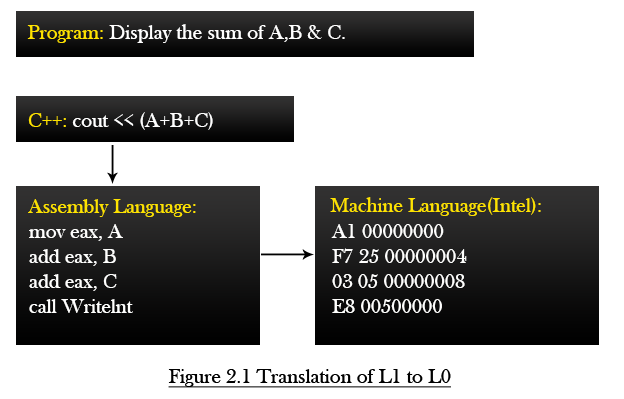 Program: Display the sum of A,B & C.
C++: cout << (A+B+C)
Assembly Language:
mov eax, A
add eax, B
add eax, C
call WriteInt
Machine Language(Intel):
A1 00000000
F7 25 00000004
03 05 00000008
E8 00500000
Figure 2.1 Translation of L1 to L0